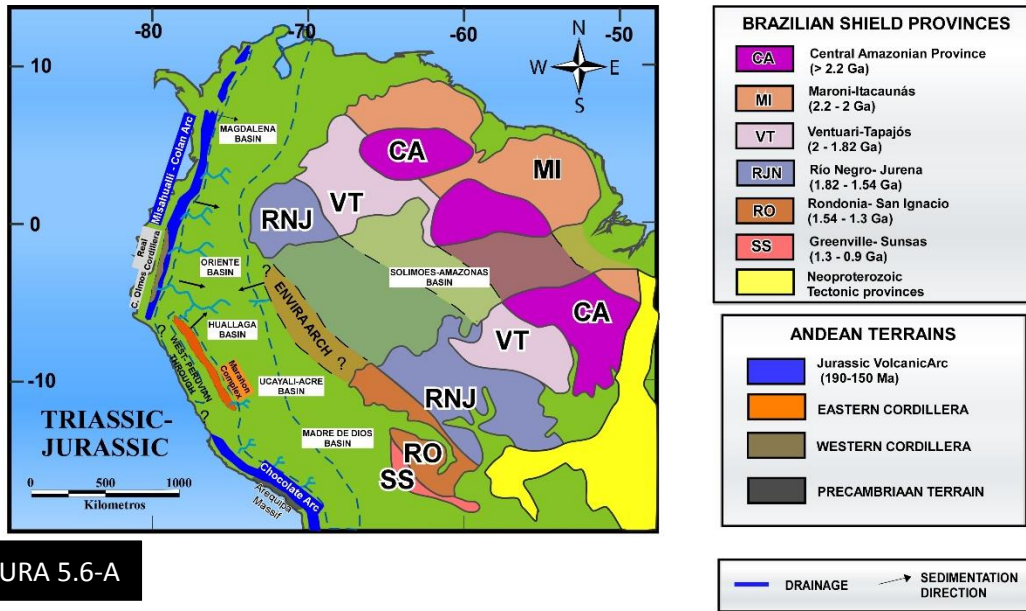 -80
-70
-60
-50
10
0
-10
N
W
E
S
MAGDALENA
BASIN
Misahualli - Colan Arc
CA
MI
VT
RNJ
Real
Cordillera
C. Olmos
ORIENTE
BASIN
SOLIMOES-AMAZONAS
BASIN
?
ENVIRA ARCH
?
HUALLAGA
BASIN
CA
VT
?
WEST- PERUVIAN
THROUGH
?
Marañon
Complex
UCAYALI-ACRE
BASIN
RNJ
TRIASSIC-
JURASSIC
MADRE DE DIOS
BASIN
RO
SS
0 500 1000
Kilometros
Chocolate Arc
Arequipa
Massif
BRAZILIAN SHIELD PROVINCES
CA
Central Amazonian Province
(> 2.2 Ga)
MI
Maroni-Itacaunás
(2.2 - 2 Ga)
VT
Ventuari-Tapajós
(2 - 1.82 Ga)
RJN
Río Negro- Jurena
(1.82 - 1.54 Ga)
RO
Rondonia- San Ignacio
(1.54 - 1.3 Ga)
SS
Greenville- Sunsas
(1.3 - 0.9 Ga)
Neoproterozoic
Tectonic provinces
ANDEAN TERRAINS
Jurassic VolcanicArc
(190-150 Ma)
EASTERN CORDILLERA
WESTERN CORDILLERA
PRECAMBRIAAN TERRAIN
DRAINAGE
SEDIMENTATION
DIRECTION
URA 5.6-A